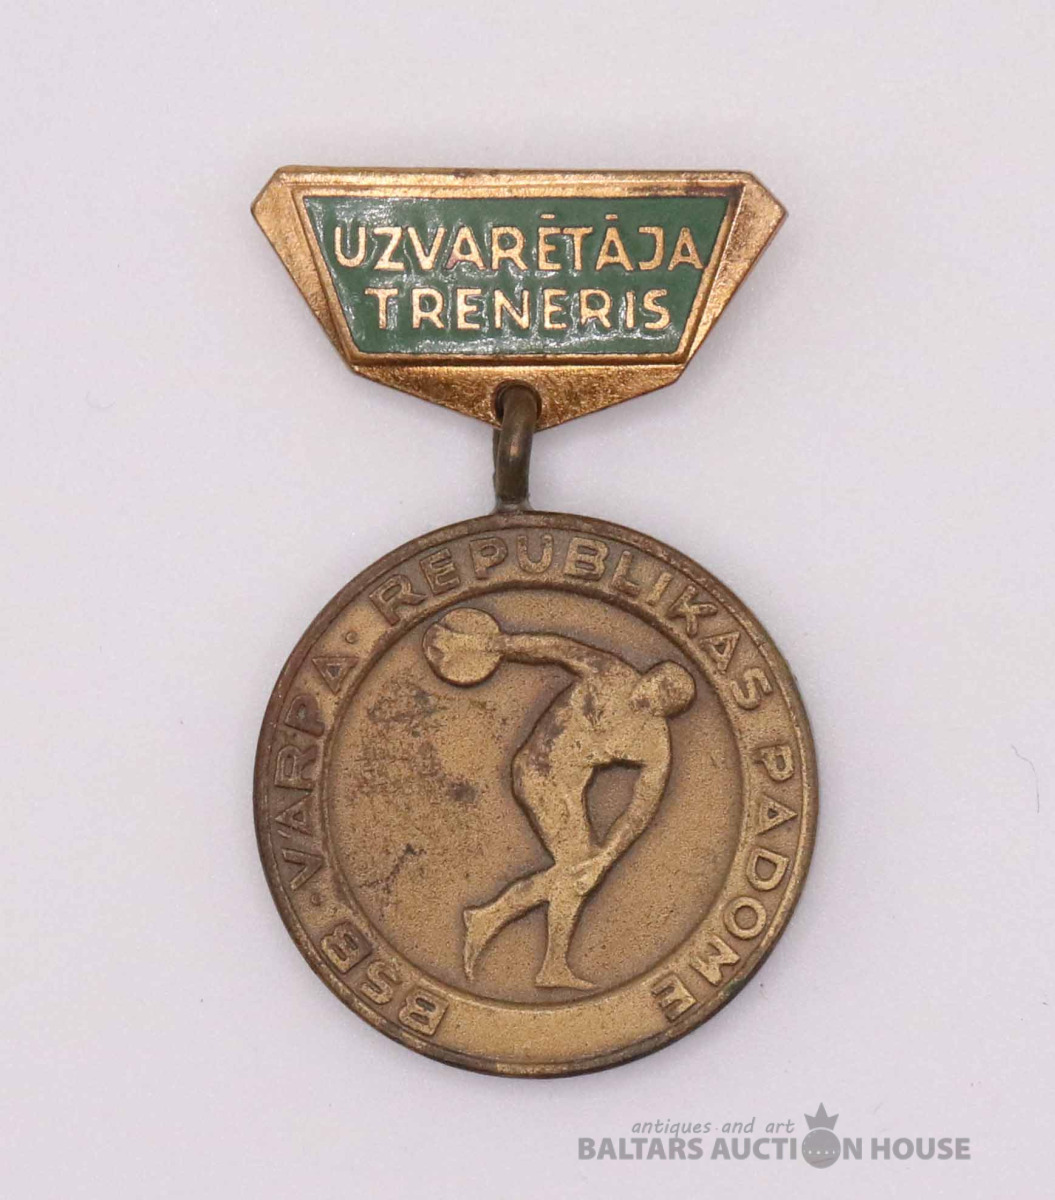 UZVARĒTĀJA
TRENERIS
BSB · VĀRPA · REPUBLIKAS PADOME
antiques and art
BALTARS AUCTION HOUSE